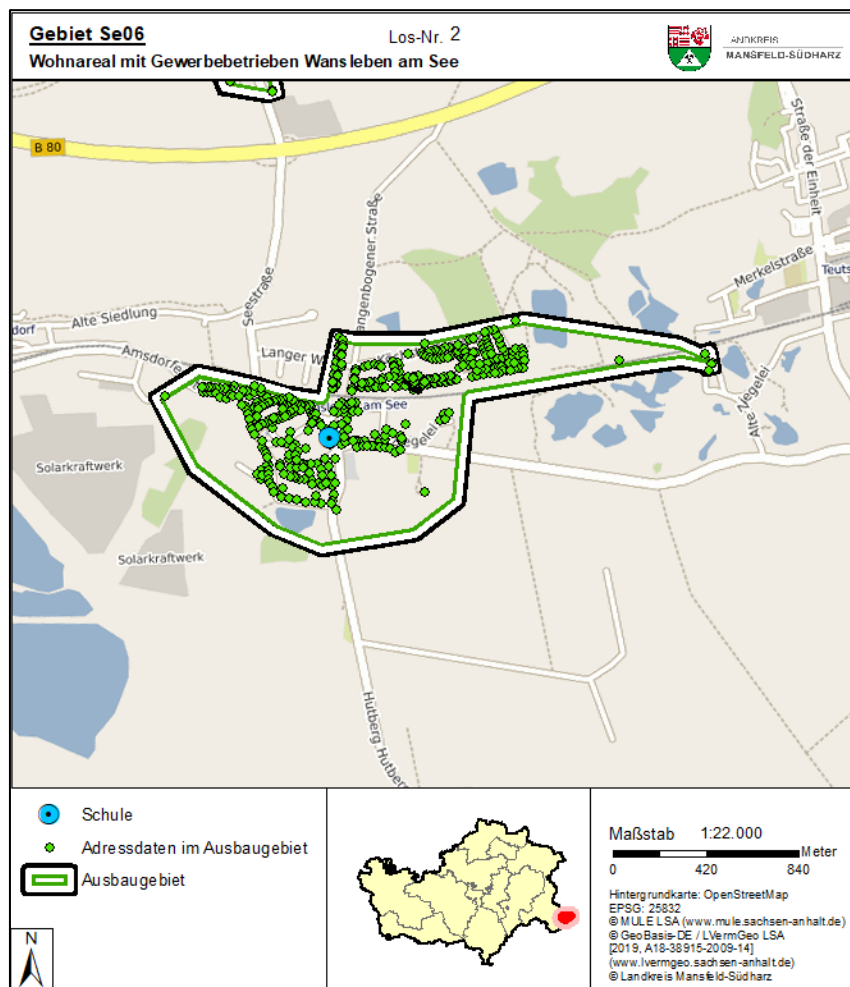 Gebiet Se06
Los-Nr. 2
Wohnareal mit Gewerbebetrieben Wansleben am See
ANDKREIS
MANSFELD-SÜDHARZ
B 80
Straße der Einheit
Langenbogener Straße
Seestraße
Merkelstraße
Teuts
dorf
Alte Siedlung
Amsdorfer
Langer W
am See
Alte Ziegelei
Solarkraftwerk
Solarkraftwerk
Hutberg Hutberg
Schule
Adressdaten im Ausbaugebiet
Ausbaugebiet
Maßstab 1:22.000
Meter
0 420 840
Hintergrundkarte: OpenStreetMap
EPSG: 25832
© MULE LSA (www.mule.sachsen-anhalt.de)
© GeoBasis-DE / LVermGeo LSA
[2019, A18-38915-2009-14]
(www.lvermgeo.sachsen-anhalt.de)
© Landkreis Mansfeld-Südharz
N